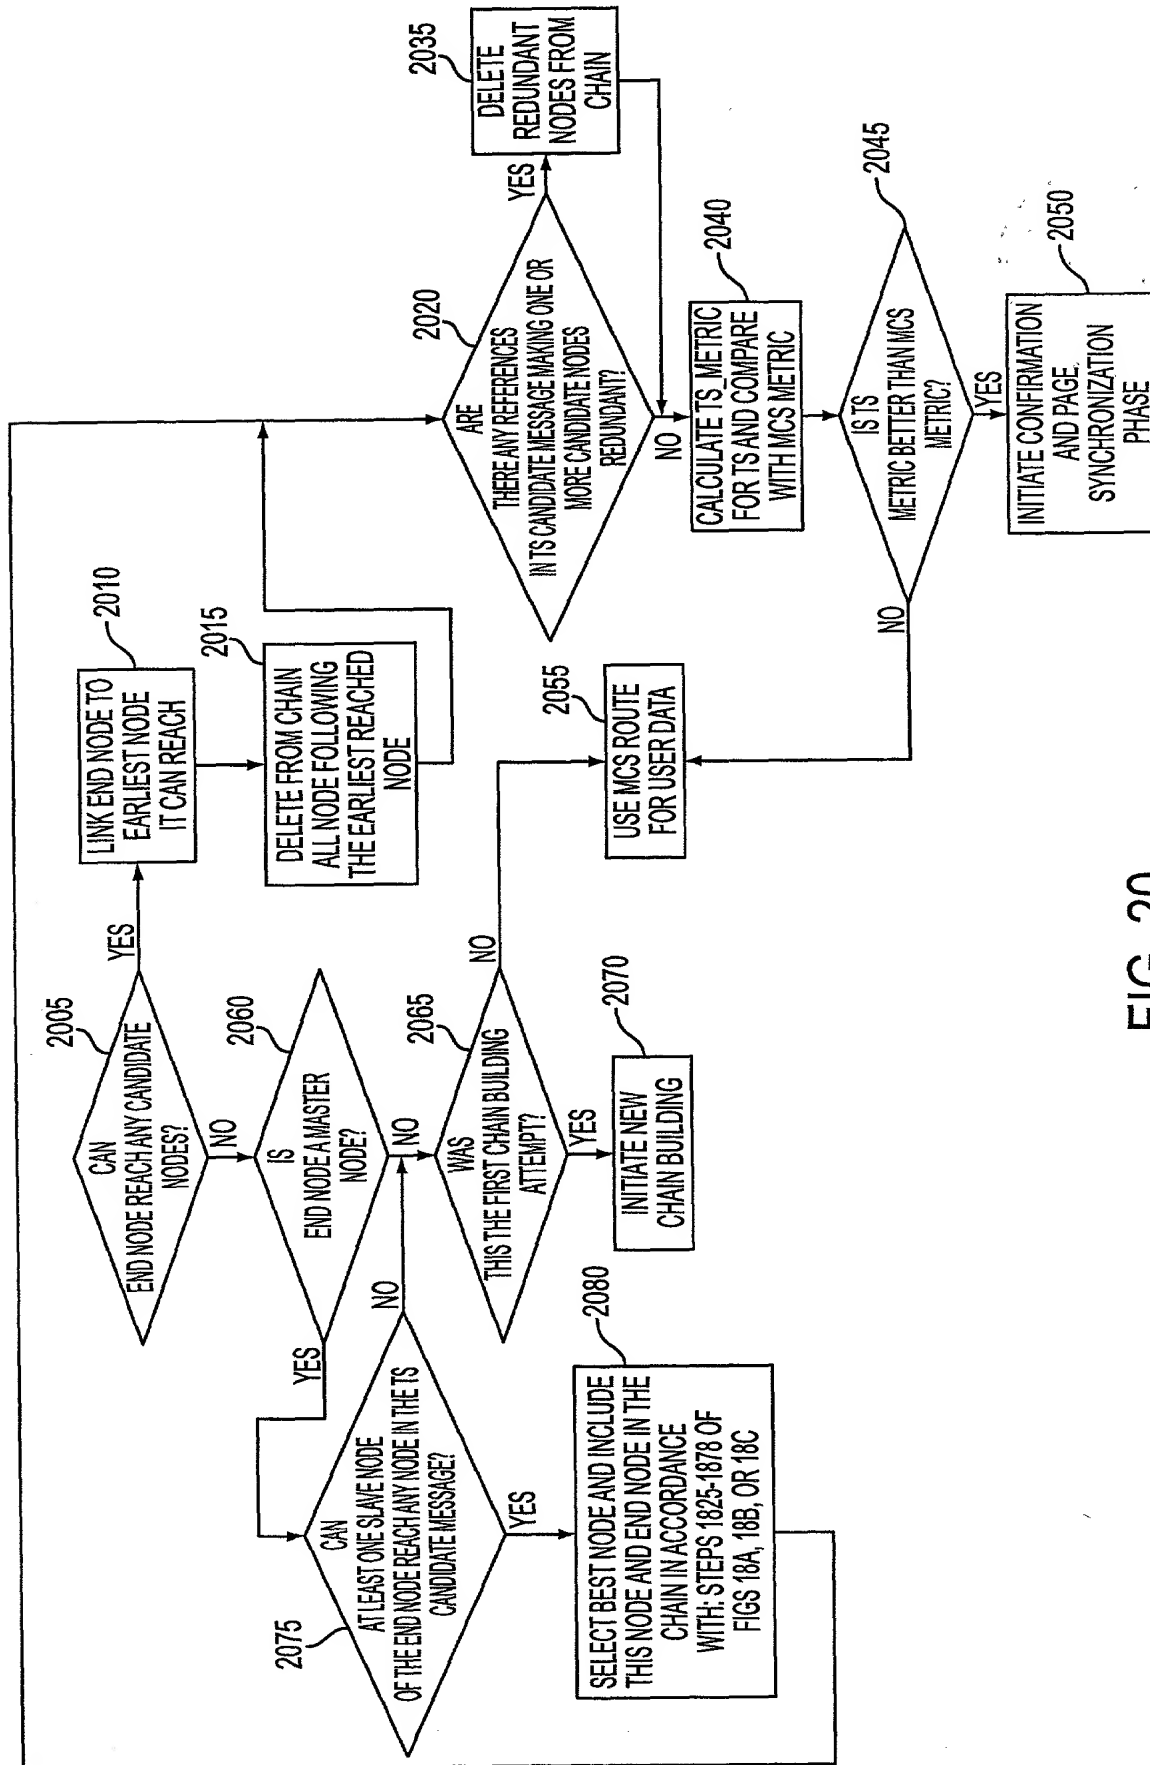 2005
CAN
END NODE REACH ANY CANDIDATE
NODES?
YES
NO
2010
LINK END NODE TO
EARLIEST NODE
IT CAN REACH
2015
DELETE FROM CHAIN
ALL NODE FOLLOWING
THE EARLIEST REACHED
NODE
2060
IS
END NODE A MASTER
NODE?
YES
NO
2065
WAS
THIS THE FIRST CHAIN BUILDING
ATTEMPT?
NO
YES
2070
INITIATE NEW
CHAIN BUILDING
2075
CAN
AT LEAST ONE SLAVE NODE
OF THE END NODE REACH ANY NODE IN THE TS
CANDIDATE MESSAGE?
NO
YES
2080
SELECT BEST NODE AND INCLUDE
THIS NODE AND END NODE IN THE
CHAIN IN ACCORDANCE
WITH: STEPS 1825-1878 OF
FIGS 18A, 18B, OR 18C
2020
ARE
THERE ANY REFERENCES
IN TS CANDIDATE MESSAGE MAKING ONE OR
MORE CANDIDATE NODES
REDUNDANT?
YES
NO
2035
DELETE
REDUNDANT
NODES FROM
CHAIN
2040
CALCULATE TS_METRIC
FOR TS AND COMPARE
WITH MCS METRIC
2045
IS TS
METRIC BETTER THAN MCS
METRIC?
NO
YES
2055
USE MCS ROUTE
FOR USER DATA
2050
INITIATE CONFIRMATION
AND PAGE
SYNCHRONIZATION
PHASE
FIG. 20